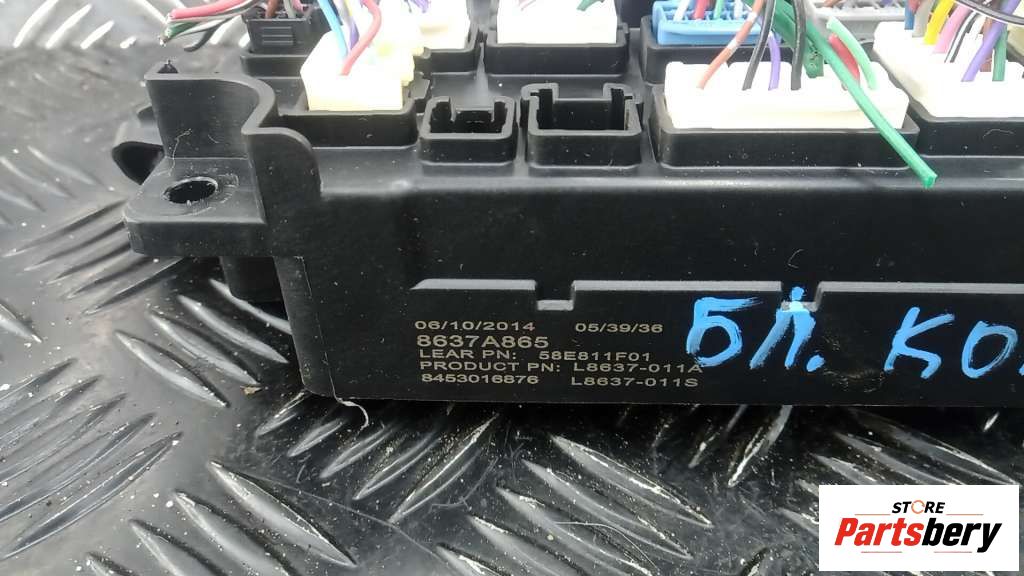 06/10/2014 05/39/36
8637A865
LEAR PN: 58E811F01
PRODUCT PN: L8637-011A
8453016876 L8637-011S
БЛ. КО
STORE
Partsbery